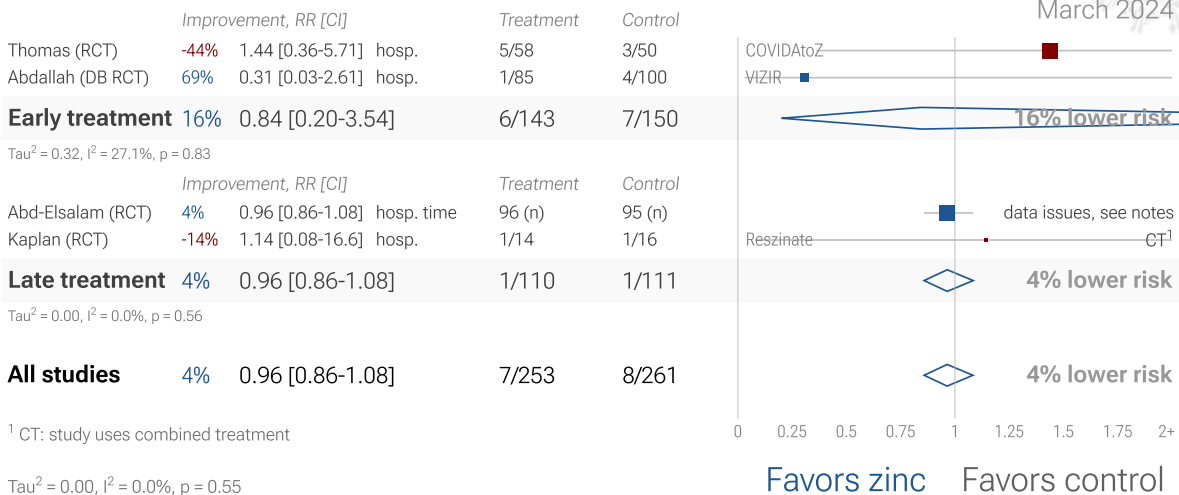 March 2024
Improvement, RR [CI] Treatment Control
Thomas (RCT) -44% 1.44 [0.36-5.71] hosp. 5/58 3/50 COVIDAtoZ
Abdallah (DB RCT) 69% 0.31 [0.03-2.61] hosp. 1/85 4/100 VIZIR
Early treatment 16% 0.84 [0.20-3.54] 6/143 7/150 16% lower risk
Tau² = 0.32, I² = 27.1%, p = 0.83
Improvement, RR [CI] Treatment Control
Abd-Elsalam (RCT) 4% 0.96 [0.86-1.08] hosp. time 96 (n) 95 (n) data issues, see notes
Kaplan (RCT) -14% 1.14 [0.08-16.6] hosp. 1/14 1/16 Reszinate CT¹
Late treatment 4% 0.96 [0.86-1.08] 1/110 1/111 4% lower risk
Tau² = 0.00, I² = 0.0%, p = 0.56
All studies 4% 0.96 [0.86-1.08] 7/253 8/261 4% lower risk
0 0.25 0.5 0.75 1 1.25 1.5 1.75 2+
¹ CT: study uses combined treatment
Tau² = 0.00, I² = 0.0%, p = 0.55
Favors zinc Favors control